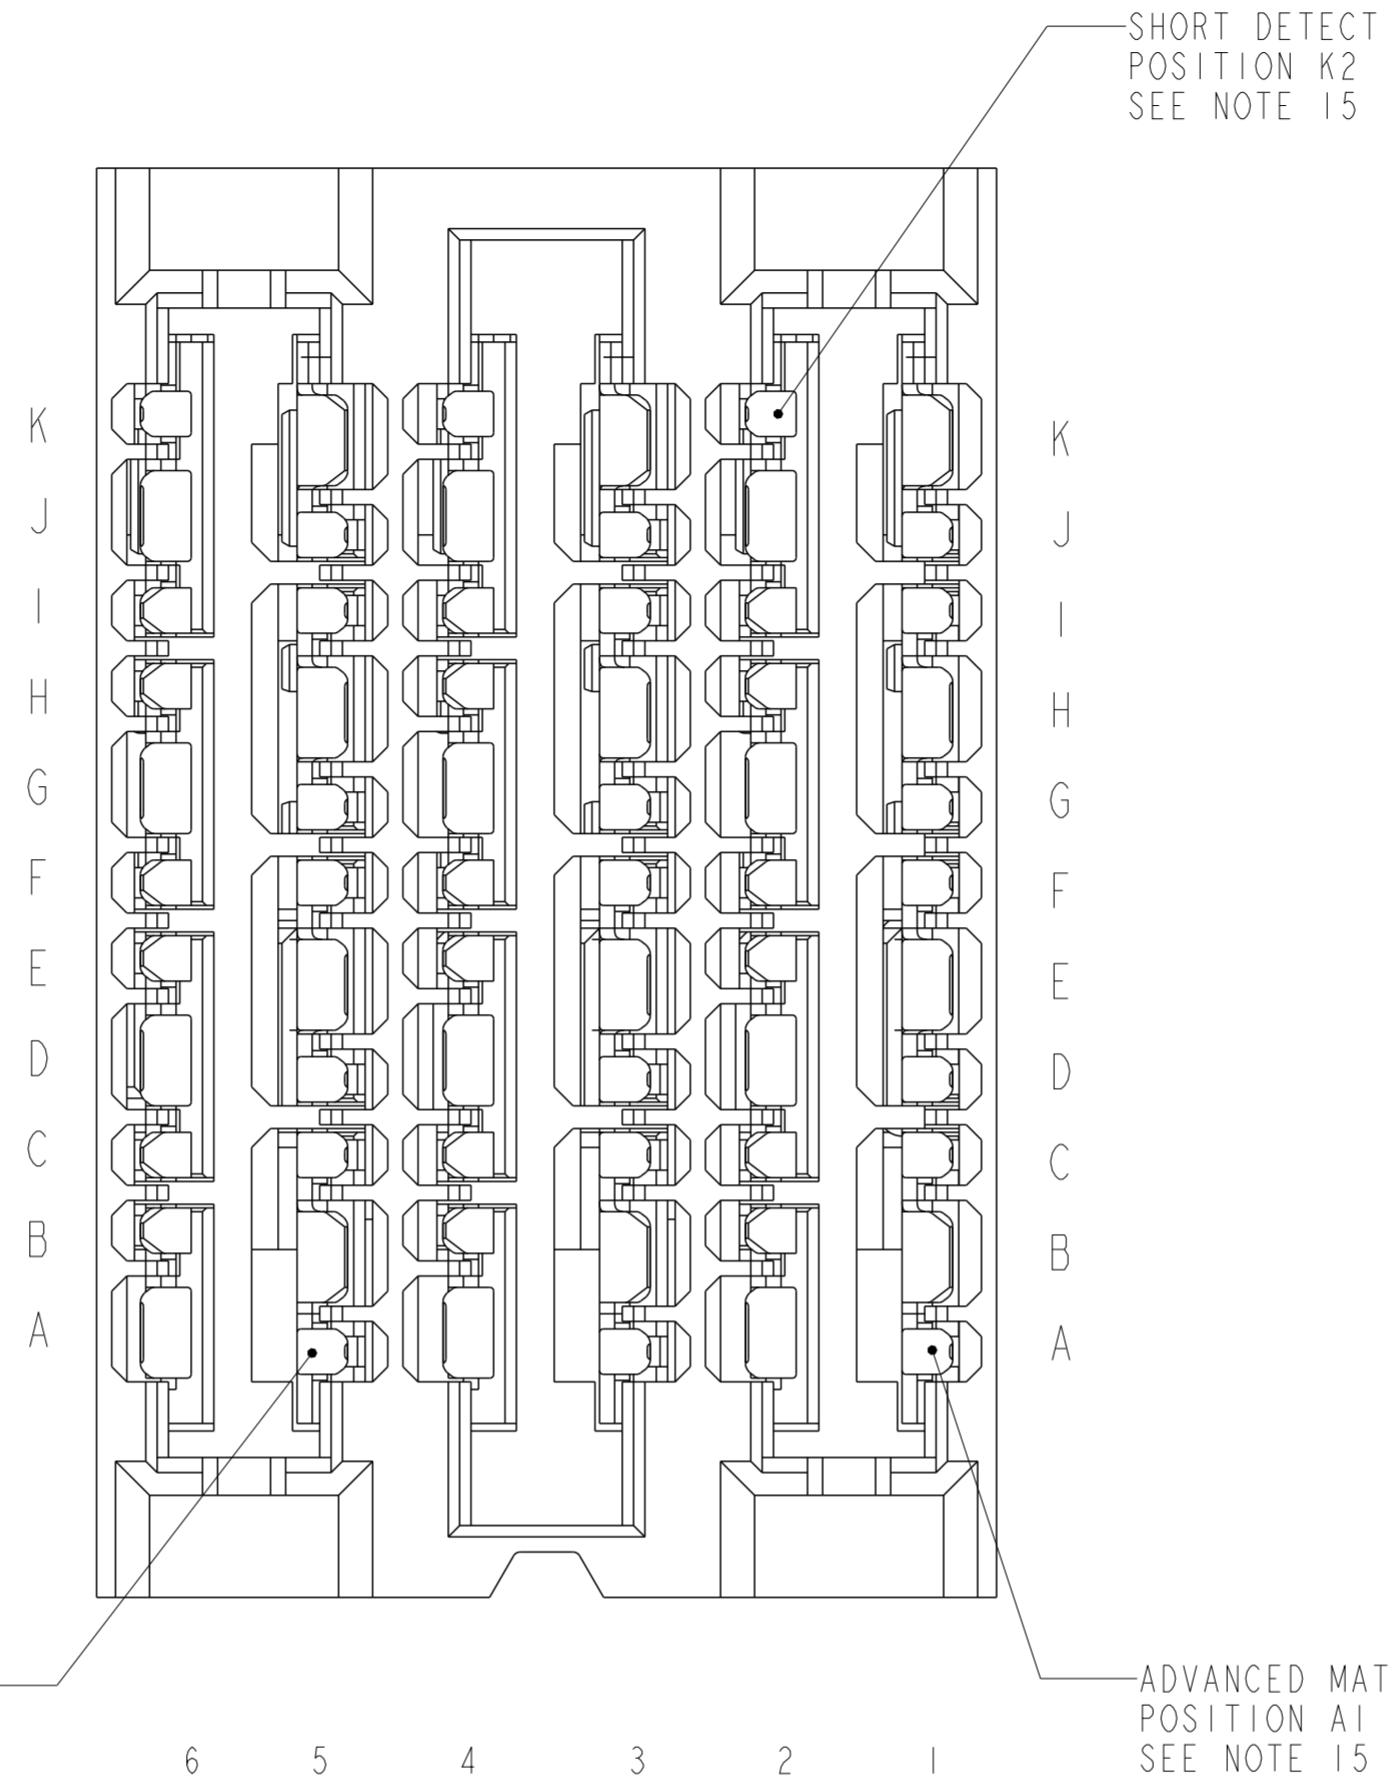 SHORT DETECT
POSITION K2
SEE NOTE 15
K K
J J
I I
H H
G G
F F
E E
D D
C C
B B
A A
ADVANCED MAT
POSITION A1
SEE NOTE 15
6 5 4 3 2 1